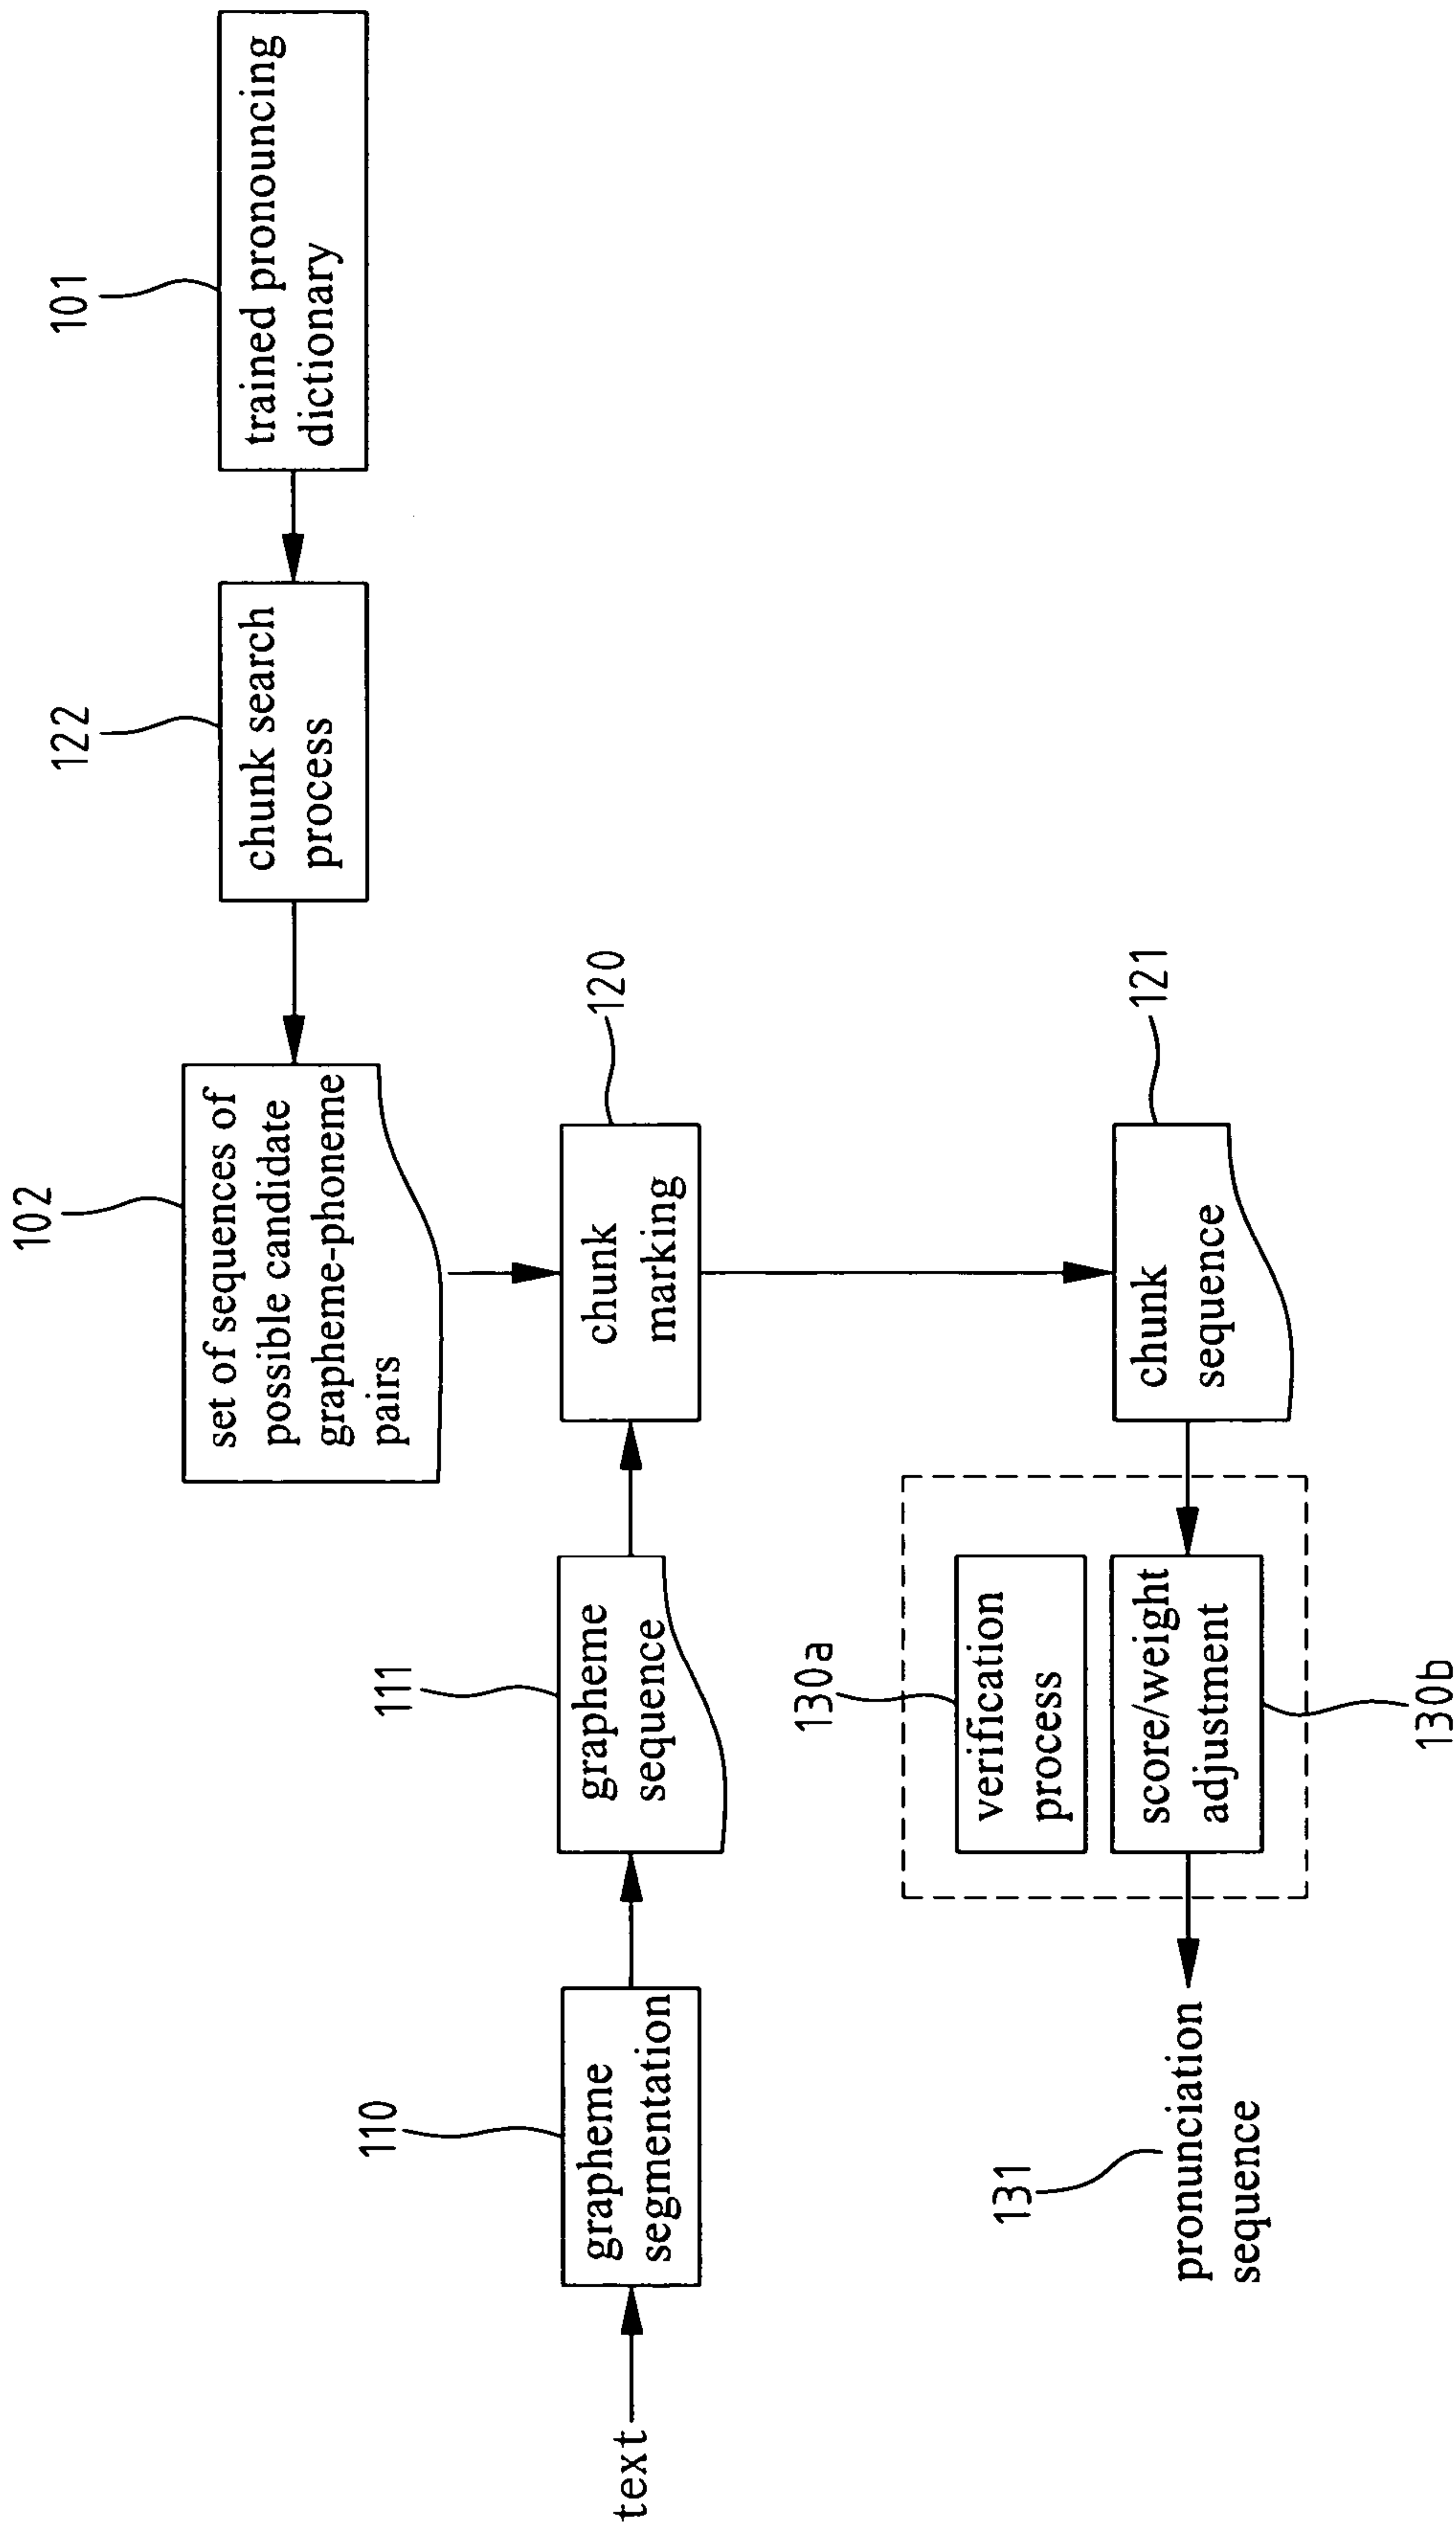 101
trained pronouncing
dictionary
122
chunk search
process
102
set of sequences of
possible candidate
grapheme-phoneme
pairs
text
110
grapheme
segmentation
111
grapheme
sequence
120
chunk
marking
121
chunk
sequence
130a
verification
process
score/weight
adjustment
130b
131
pronunciation
sequence